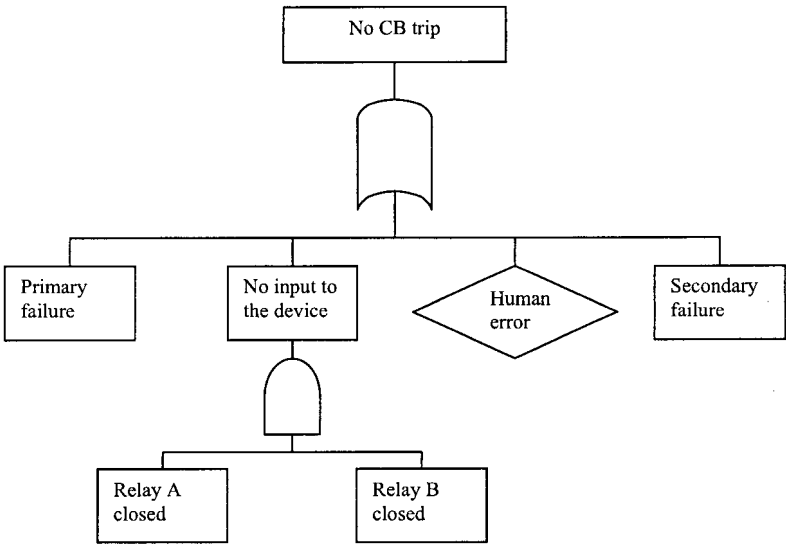 No CB trip
Primary
failure
No input to
the device
Human
error
Secondary
failure
Relay A
closed
Relay B
closed